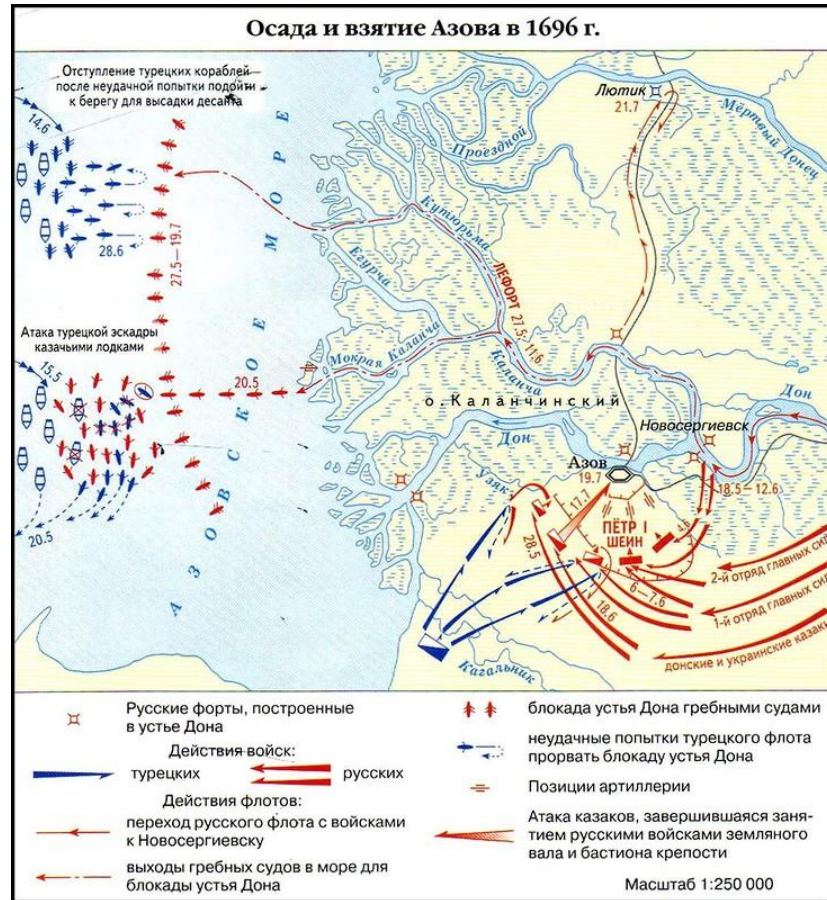 Осада и взятие Азова в 1696 г.
Отступление турецких кораблей
после неудачной попытки подойти
к берегу для высадки десанта
14.6
28.6
27.5–19.7
АЗОВСКОЕ МОРЕ
Лютик
21.7
Мёртвый Донец
Проездной
Кутюрьма
ЛЕФОРТ
27.5–11.6
Егурча
Мокрая Каланча
Каланча
Атака турецкой эскадры
казачьими лодками
15.5
20.5
20.5
о. Каланчинский
Дон
Новосергиевск
Дон
Азов
19.7
18.5–12.6
Узяк
17.7
ПЁТР I
ШЕИН
4.6
28.5
6–7.6
18.6
2-й отряд главных сил
1-й отряд главных сил
донские и украинские казаки
Кагальник
Русские форты, построенные
в устье Дона
Действия войск:
турецких
русских
Действия флотов:
переход русского флота с войсками
к Новосергиевску
выходы гребных судов в море для
блокады устья Дона
блокада устья Дона гребными судами
неудачные попытки турецкого флота
прорвать блокаду устья Дона
Позиции артиллерии
Атака казаков, завершившаяся заня-
тием русскими войсками земляного
вала и бастиона крепости
Масштаб 1:250 000